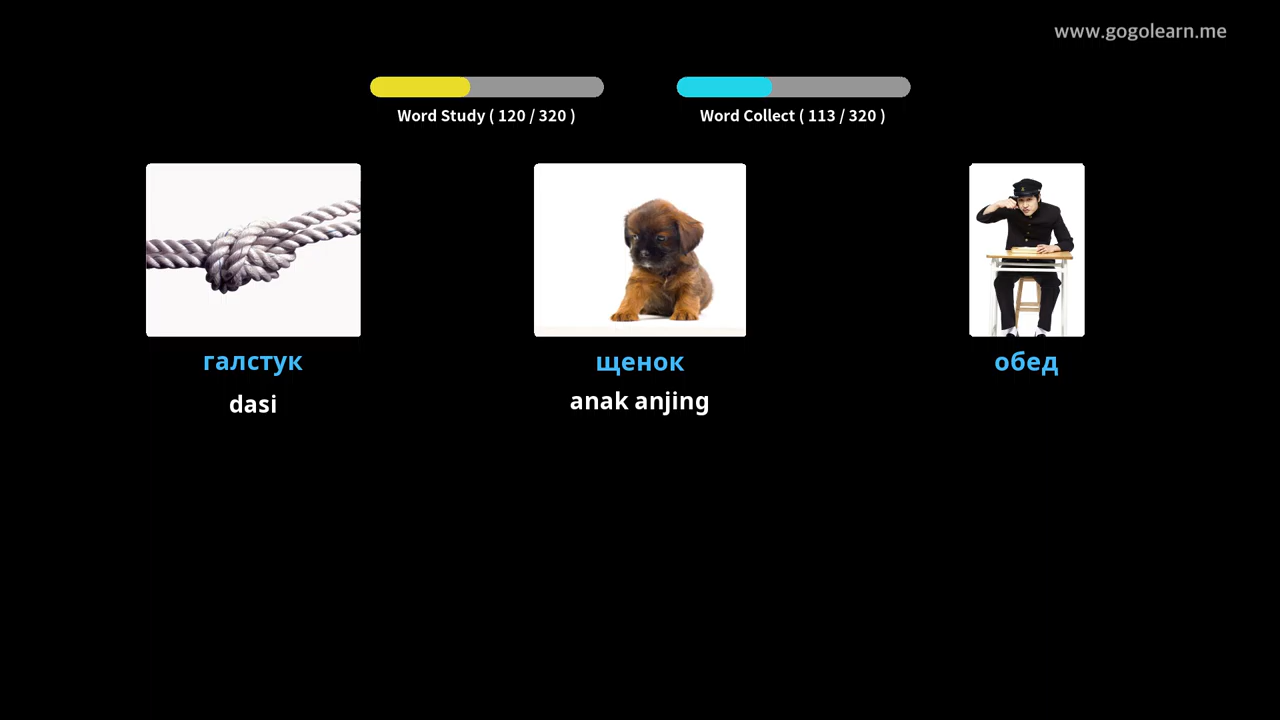 www.gogolearn.me
Word Study ( 120 / 320 )
Word Collect ( 113 / 320 )
галстук
щенок
обед
dasi
anak anjing